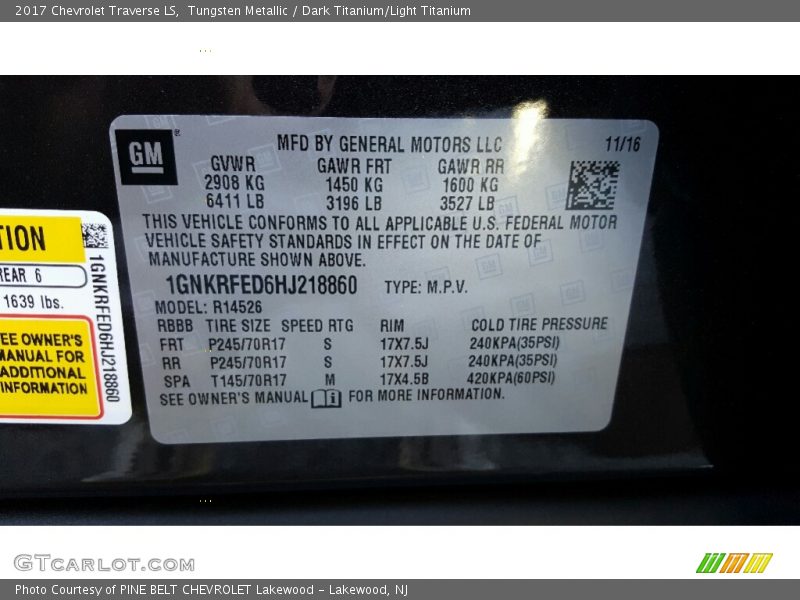 2017 Chevrolet Traverse LS, Tungsten Metallic / Dark Titanium/Light Titanium
GM
MFD BY GENERAL MOTORS LLC 11/16
GVWR GAWR FRT GAWR RR
2908 KG 1450 KG 1600 KG
6411 LB 3196 LB 3527 LB
THIS VEHICLE CONFORMS TO ALL APPLICABLE U.S. FEDERAL MOTOR
VEHICLE SAFETY STANDARDS IN EFFECT ON THE DATE OF
MANUFACTURE SHOWN ABOVE.
1GNKRFED6HJ218860 TYPE: M.P.V.
MODEL: R14526
RBBB TIRE SIZE SPEED RTG RIM COLD TIRE PRESSURE
FRT P245/70R17 S 17X7.5J 240KPA(35PSI)
RR P245/70R17 S 17X7.5J 240KPA(35PSI)
SPA T145/70R17 M 17X4.5B 420KPA(60PSI)
SEE OWNER'S MANUAL FOR MORE INFORMATION.
TION
REAR 6
1639 lbs.
EE OWNER'S
MANUAL FOR
ADDITIONAL
INFORMATION
1GNKRFED6HJ218860
GTCARLOT.COM
Photo Courtesy of PINE BELT CHEVROLET Lakewood - Lakewood, NJ